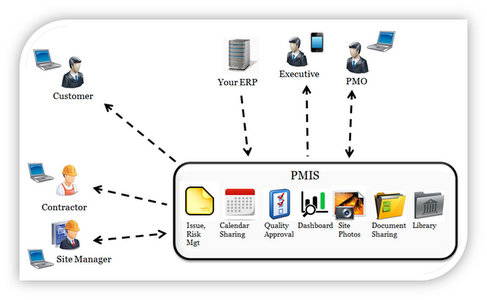 Customer
Your ERP
Executive
PMO
PMIS
Contractor
Site Manager
Issue,
Risk
Mgt
Calendar
Sharing
Quality
Approval
Dashboard
Site
Photos
Document
Sharing
Library